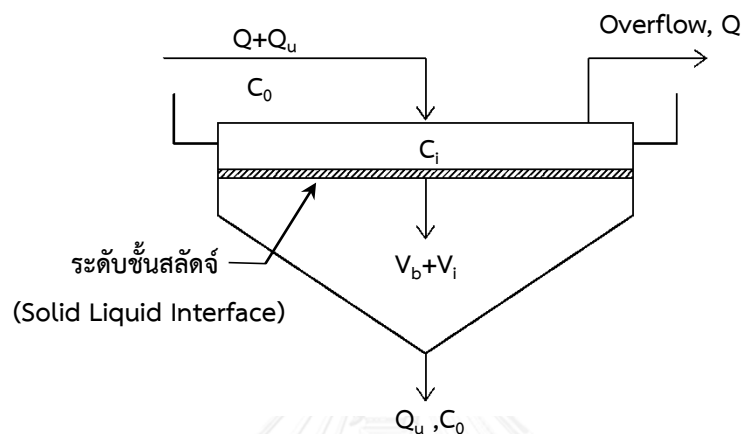 Overflow, Q
Q+Qᵤ
C₀
Cᵢ
ระดับชั้นสลัดจ์
(Solid Liquid Interface)
V_b+Vᵢ
Qᵤ ,C₀